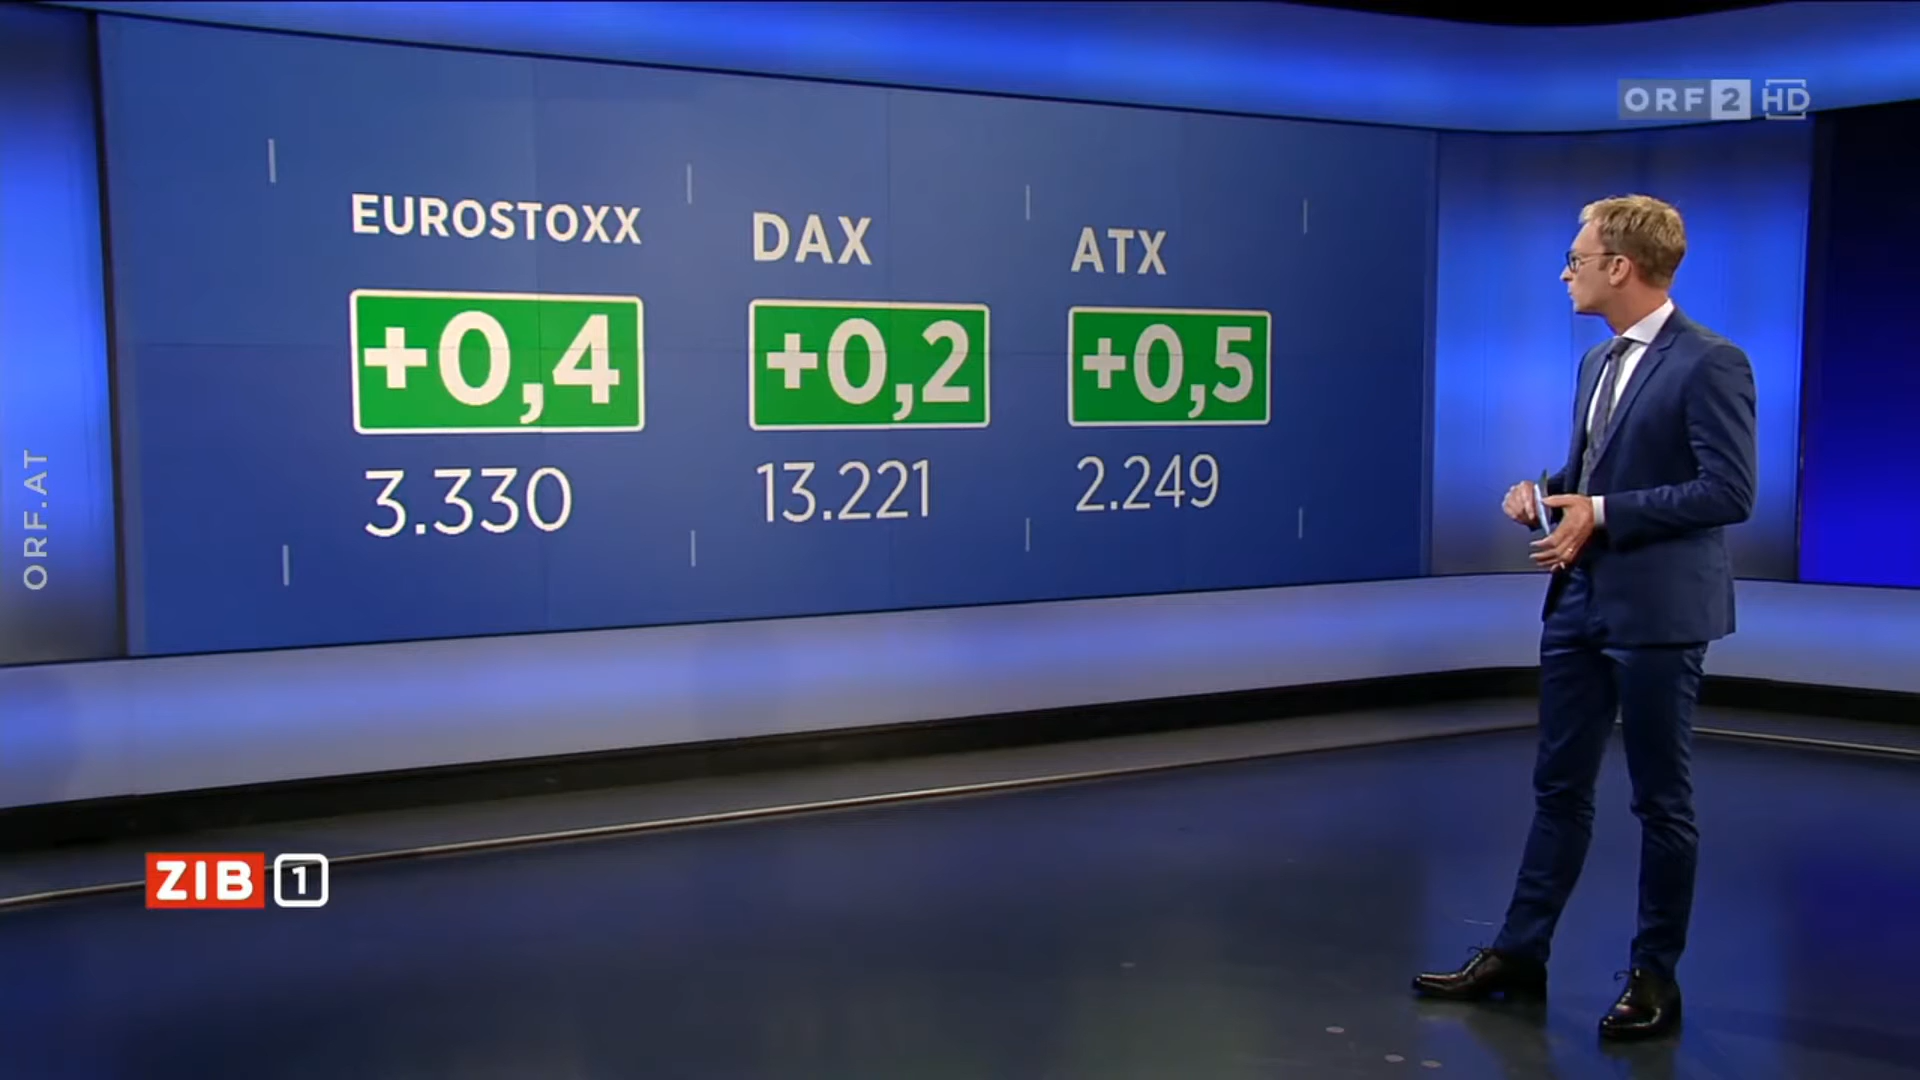 ORF 2 HD
EUROSTOXX
+0,4
3.330
DAX
+0,2
13.221
ATX
+0,5
2.249
ORF.AT
ZIB 1